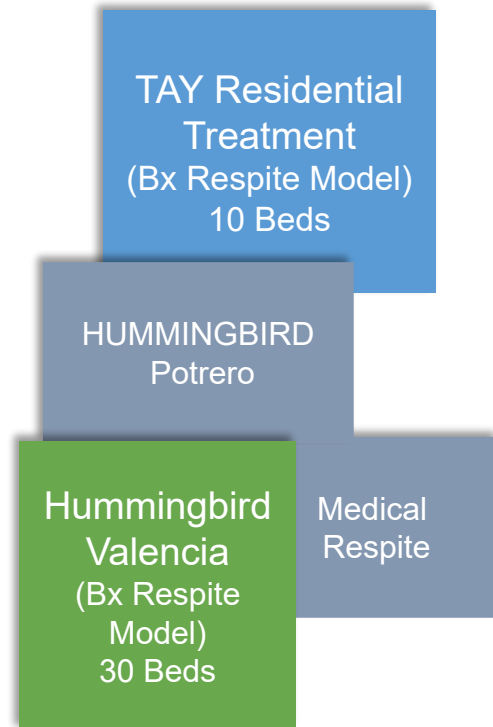 TAY Residential
Treatment
(Bx Respite Model)
10 Beds
HUMMINGBIRD
Potrero
Hummingbird
Valencia
(Bx Respite
Model)
30 Beds
Medical
Respite